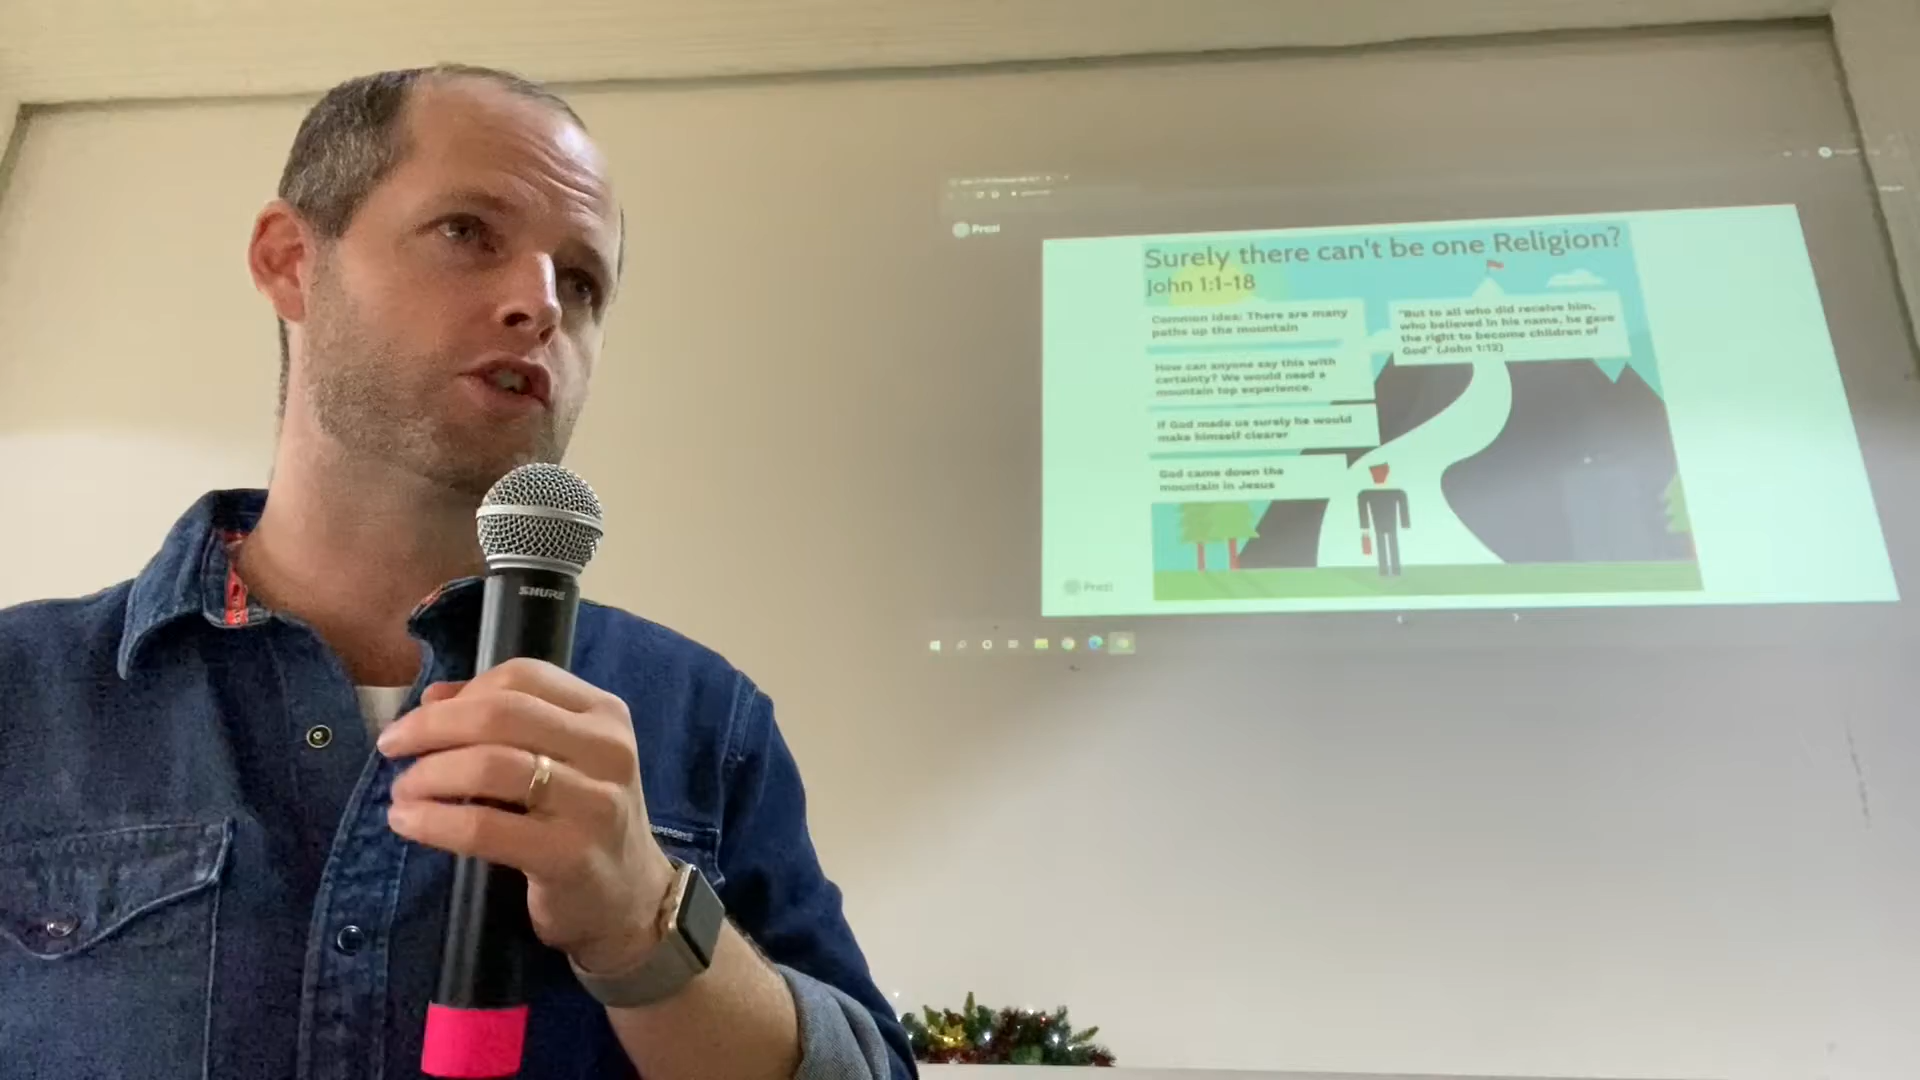 Prezi
Surely there can't be one Religion?
John 1:1-18
Common idea: There are many
paths up the mountain
"But to all who did receive him,
who believed in his name, he gave
the right to become children of
God" (John 1:12)
How can anyone say this with
certainty? We would need a
mountain top experience.
If God made us surely he would
make himself clearer
God came down the
mountain in Jesus
Prezi
SHURE
SUPERDRY